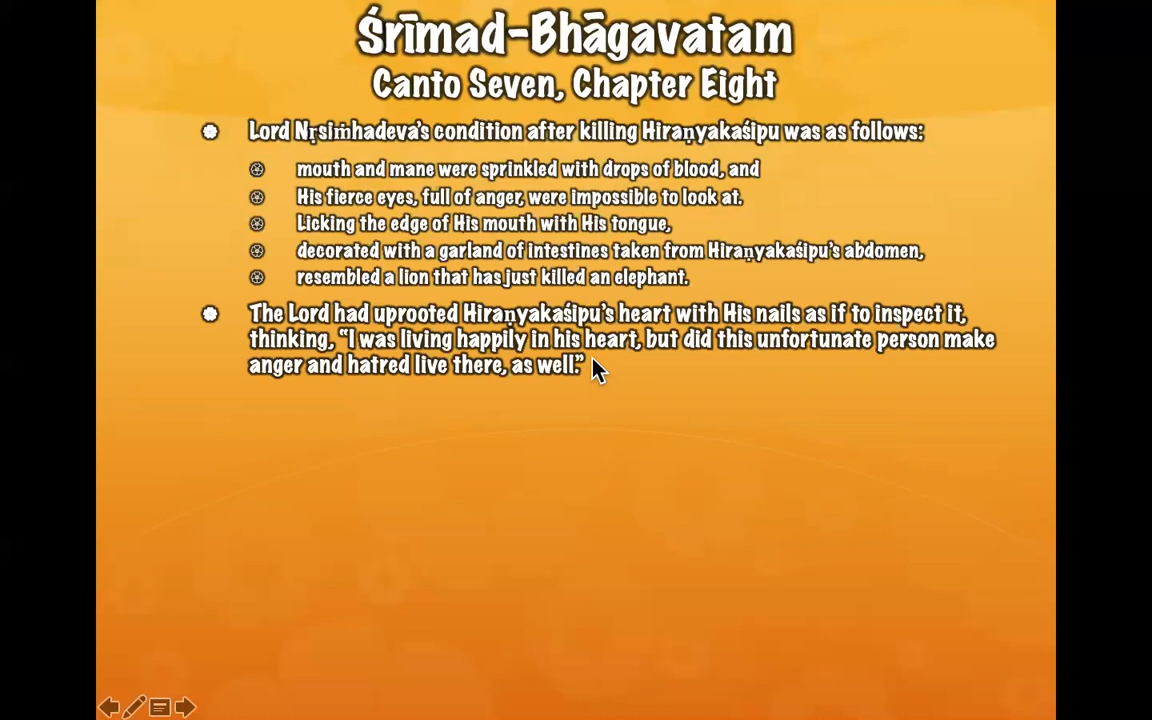 Śrīmad-Bhāgavatam
Canto Seven, Chapter Eight
Lord Nṛsiṁhadeva's condition after killing Hiraṇyakaśipu was as follows:
mouth and mane were sprinkled with drops of blood, and
His fierce eyes, full of anger, were impossible to look at.
Licking the edge of His mouth with His tongue,
decorated with a garland of intestines taken from Hiraṇyakaśipu's abdomen,
resembled a lion that has just killed an elephant.
The Lord had uprooted Hiraṇyakaśipu's heart with His nails as if to inspect it,
thinking, “I was living happily in his heart, but did this unfortunate person make
anger and hatred live there, as well.”